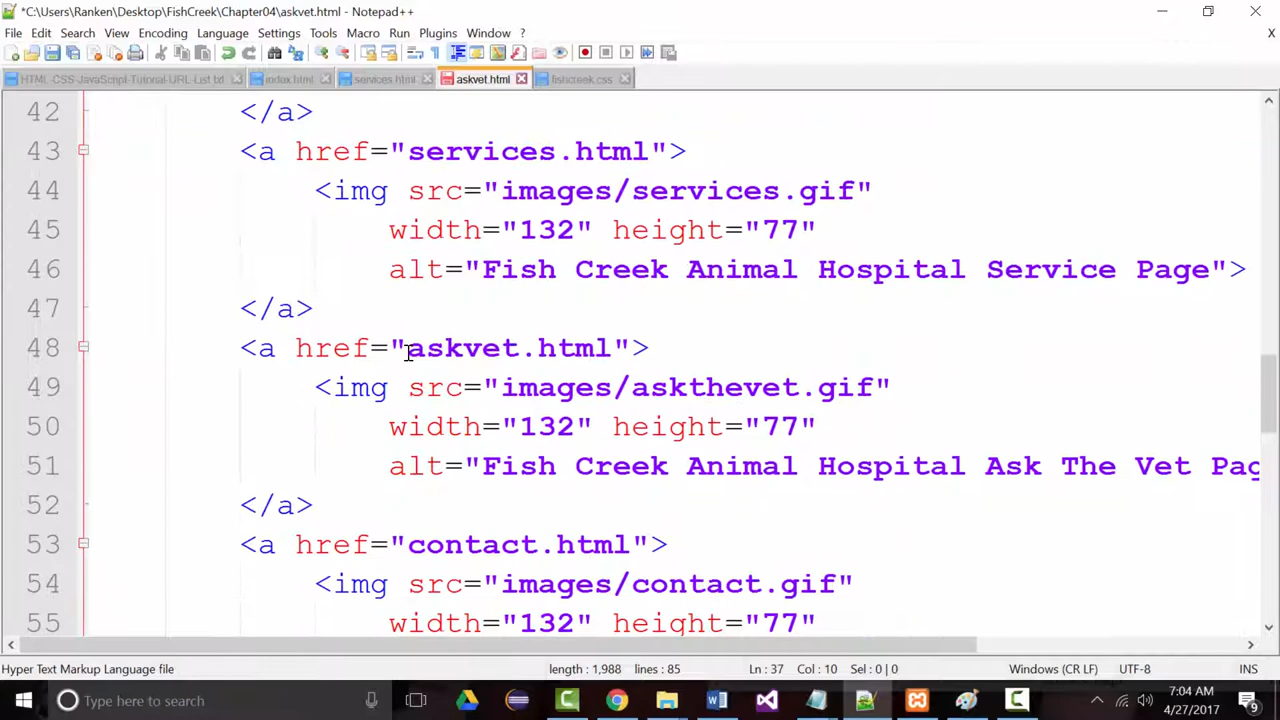 *C:\Users\Ranken\Desktop\FishCreek\Chapter04\askvet.html - Notepad++
File Edit Search View Encoding Language Settings Tools Macro Run Plugins Window ? X
HTML-CSS-JavaScript-Tutorial-URL-List.txt index.html services.html askvet.html fishcreek.css
42 </a>
43 <a href="services.html">
44 <img src="images/services.gif"
45 width="132" height="77"
46 alt="Fish Creek Animal Hospital Service Page">
47 </a>
48 <a href="askvet.html">
49 <img src="images/askthevet.gif"
50 width="132" height="77"
51 alt="Fish Creek Animal Hospital Ask The Vet Pag
52 </a>
53 <a href="contact.html">
54 <img src="images/contact.gif"
55 width="132" height="77"
Hyper Text Markup Language file length : 1,988 lines : 85 Ln : 37 Col : 10 Sel : 0 | 0 Windows (CR LF) UTF-8 INS
Type here to search 7:04 AM
4/27/2017 9